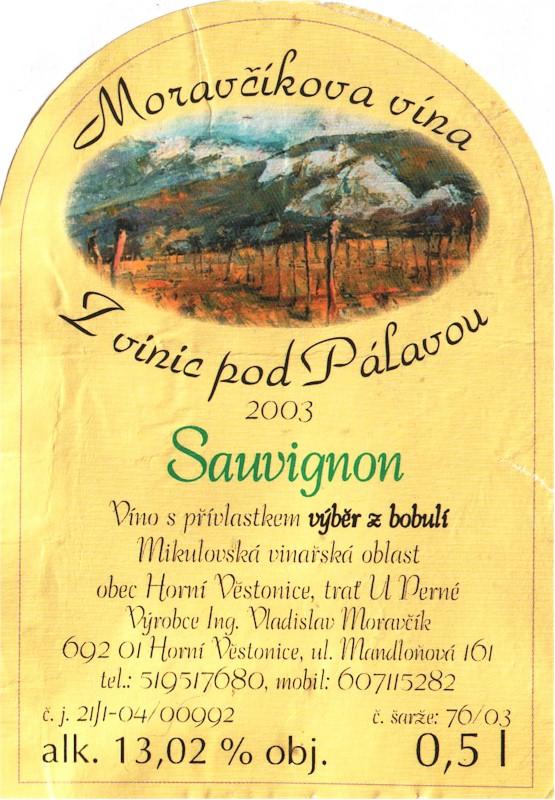 Moravčíkova vína
Z vinic pod Pálavou
2003
Sauvignon
Víno s přívlastkem výběr z bobulí
Mikulovská vinařská oblast
obec Horní Věstonice, trať U Perné
Výrobce Ing. Vladislav Moravčík
692 01 Horní Věstonice, ul. Mandloňová 161
tel.: 519517680, mobil: 607115282
č. j. 21J1-04/00992 č. šarže: 76/03
alk. 13,02 % obj. 0,5 l